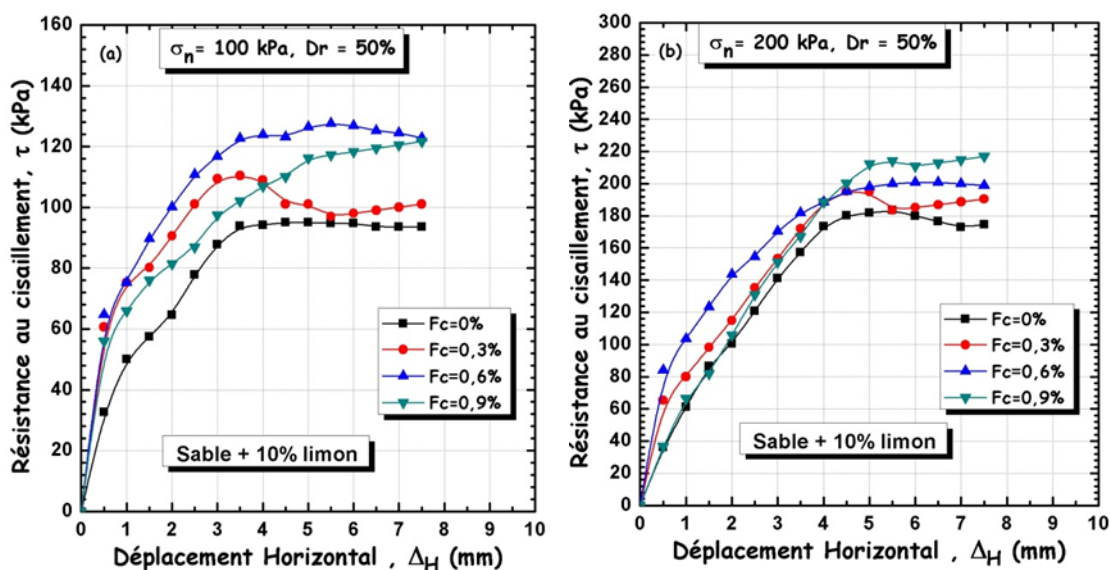 (a)
σn= 100 kPa, Dr = 50%
Résistance au cisaillement, τ (kPa)
160
140
120
100
80
60
40
20
0
Fc=0%
Fc=0,3%
Fc=0,6%
Fc=0,9%
Sable + 10% limon
0 1 2 3 4 5 6 7 8 9 10
Déplacement Horizontal , ΔH (mm)
(b)
σn= 200 kPa, Dr = 50%
Résistance au cisaillement, τ (kPa)
300
280
260
240
220
200
180
160
140
120
100
80
60
40
20
0
Fc=0%
Fc=0,3%
Fc=0,6%
Fc=0,9%
Sable + 10% limon
0 1 2 3 4 5 6 7 8 9 10
Déplacement Horizontal , ΔH (mm)